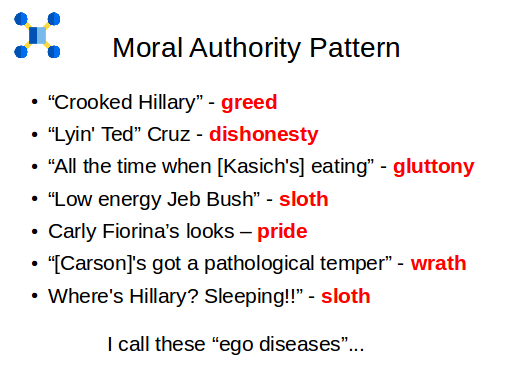 Moral Authority Pattern
• “Crooked Hillary” - greed
• “Lyin' Ted” Cruz - dishonesty
• “All the time when [Kasich's] eating” - gluttony
• “Low energy Jeb Bush” - sloth
• Carly Fiorina’s looks – pride
• “[Carson]'s got a pathological temper” - wrath
• Where's Hillary? Sleeping!!” - sloth
I call these “ego diseases”...